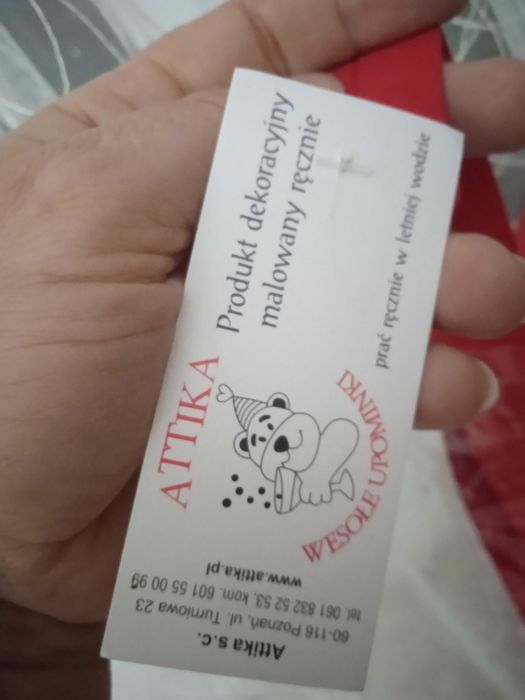 Produkt dekoracyjny
malowany ręcznie
prać ręcznie w letniej wodzie
ATTIKA
WESOŁE UPOMINKI
Attika s.c.
60-116 Poznań, ul. Turniowa 23
tel. 061 832 52 53, kom. 601 55 00 99
www.attika.pl